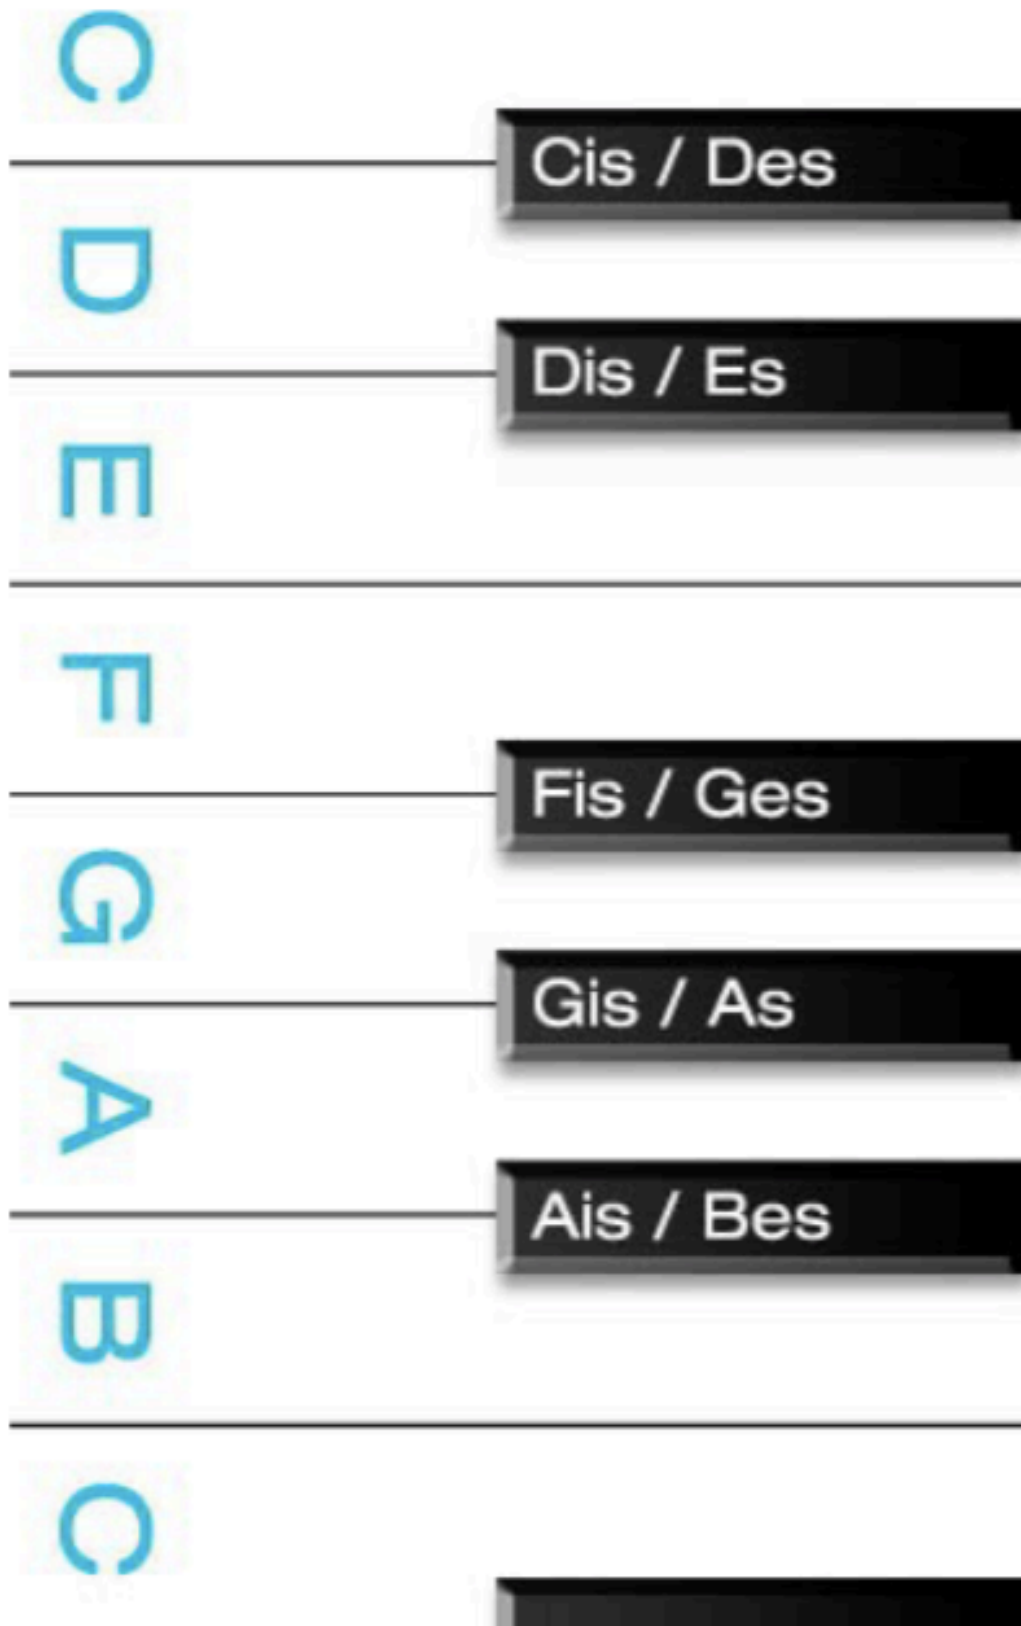 C
Cis / Des
D
Dis / Es
E
F
Fis / Ges
G
Gis / As
A
Ais / Bes
B
C